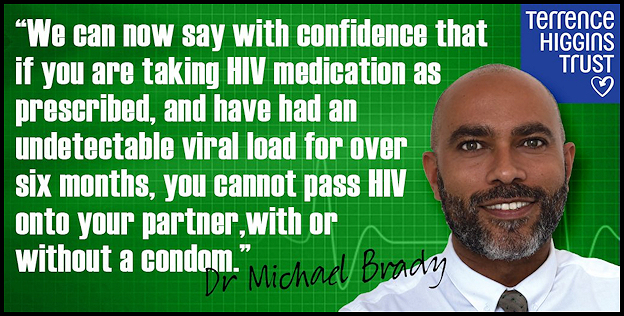 “We can now say with confidence that
if you are taking HIV medication as
prescribed, and have had an
undetectable viral load for over
six months, you cannot pass HIV
onto your partner,with or
without a condom.”
Dr Michael Brady
TERRENCE
HIGGINS
TRUST